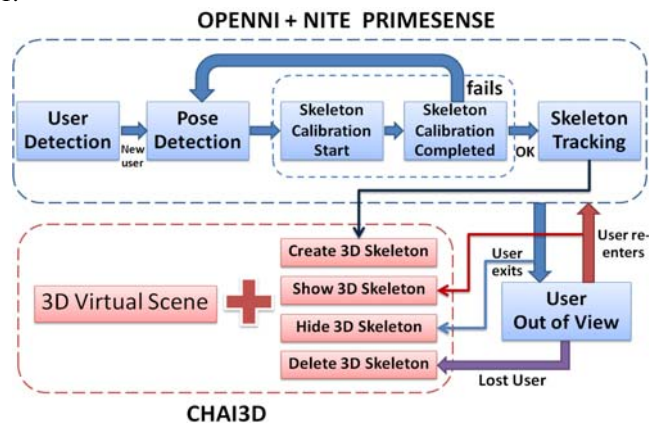 OPENNI + NITE PRIMESENSE
User
Detection
New
user
Pose
Detection
Skeleton
Calibration
Start
fails
Skeleton
Calibration
Completed
OK
Skeleton
Tracking
Create 3D Skeleton
Show 3D Skeleton
Hide 3D Skeleton
Delete 3D Skeleton
3D Virtual Scene
User
exits
User re-
enters
User
Out of View
Lost User
CHAI3D